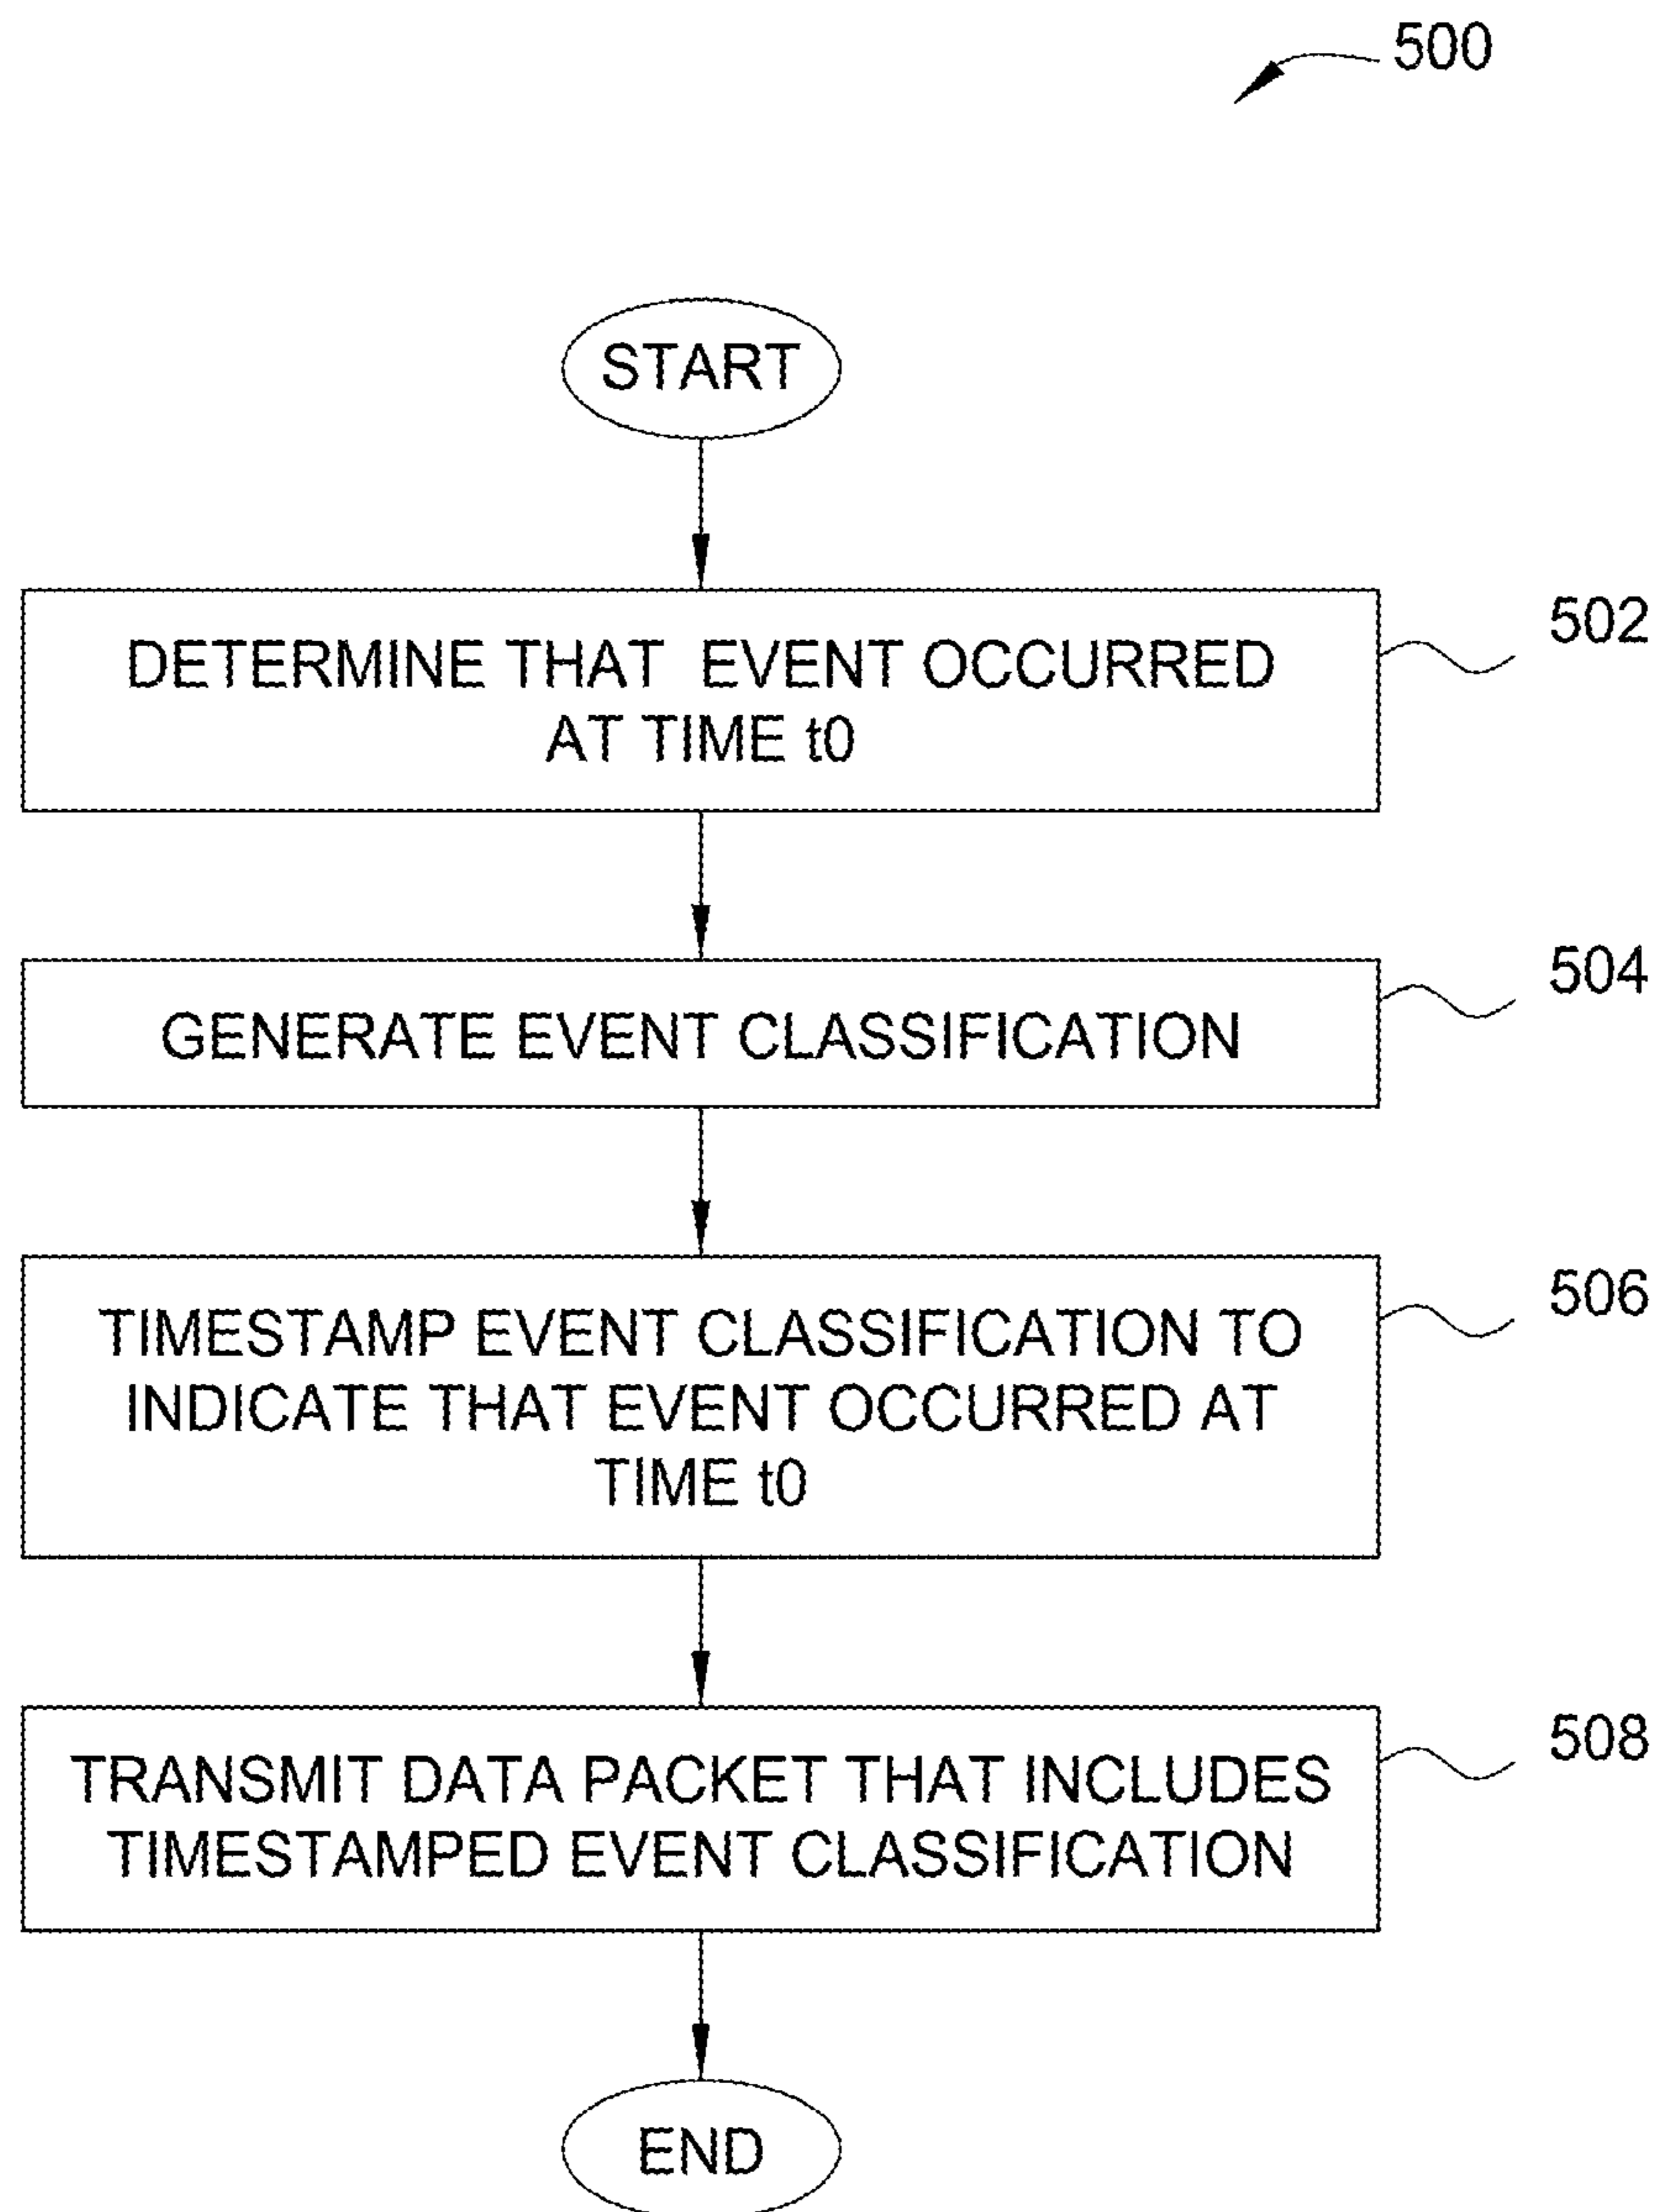 500
START
DETERMINE THAT EVENT OCCURRED
AT TIME t0
502
GENERATE EVENT CLASSIFICATION
504
TIMESTAMP EVENT CLASSIFICATION TO
INDICATE THAT EVENT OCCURRED AT
TIME t0
506
TRANSMIT DATA PACKET THAT INCLUDES
TIMESTAMPED EVENT CLASSIFICATION
508
END